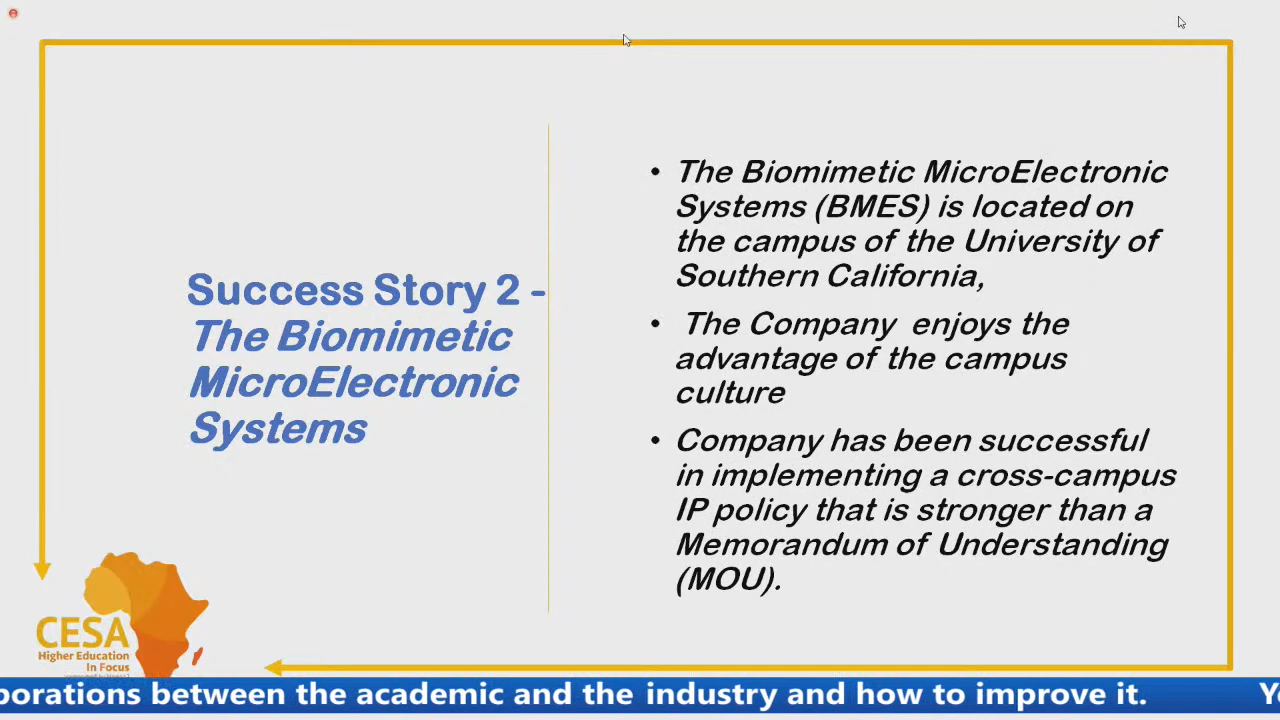 Success Story 2 -
The Biomimetic
MicroElectronic
Systems
• The Biomimetic MicroElectronic
Systems (BMES) is located on
the campus of the University of
Southern California,
• The Company enjoys the
advantage of the campus
culture
• Company has been successful
in implementing a cross-campus
IP policy that is stronger than a
Memorandum of Understanding
(MOU).
CESA
Higher Education
In Focus
porations between the academic and the industry and how to improve it.